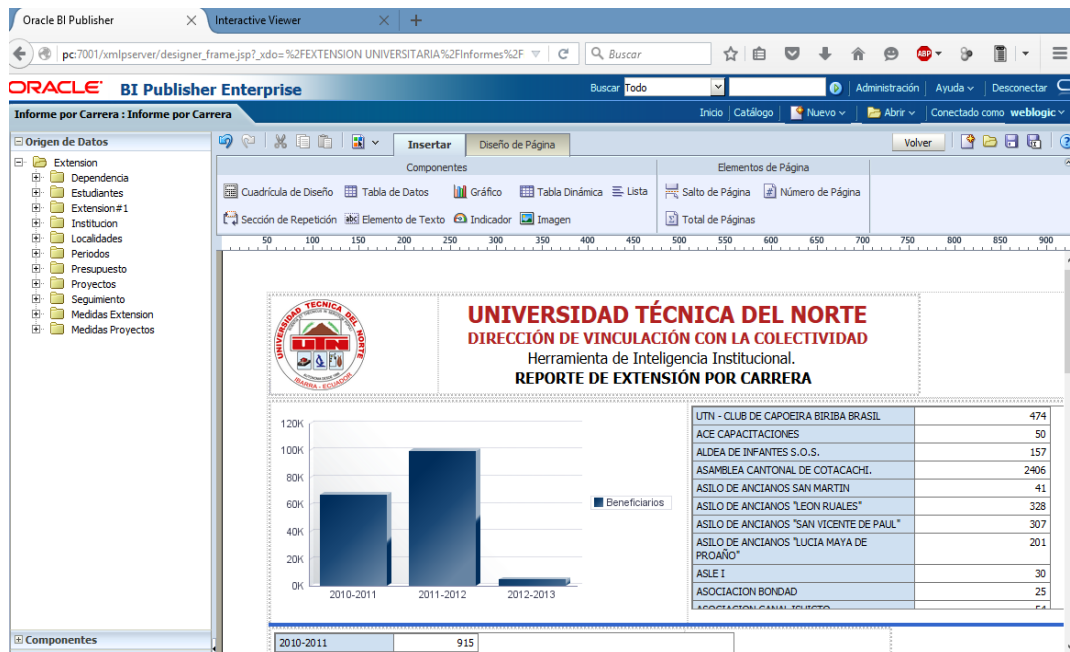 Oracle BI Publisher
Interactive Viewer
pc:7001/xmlpserver/designer_frame.jsp?_xdo=%2FEXTENSION UNIVERSITARIA%2FInformes%2F
Buscar
ABP
ORACLE BI Publisher Enterprise
Buscar Todo
Administración Ayuda Desconectar
Informe por Carrera : Informe por Carrera
Inicio Catálogo Nuevo Abrir Conectado como weblogic
Origen de Datos
Insertar Diseño de Página
Volver
Extension
Dependencia
Estudiantes
Extension#1
Institucion
Localidades
Periodos
Presupuesto
Proyectos
Seguimiento
Medidas Extension
Medidas Proyectos
Componentes
Componentes
Elementos de Página
Cuadrícula de Diseño Tabla de Datos Gráfico Tabla Dinámica Lista
Salto de Página Número de Página
Sección de Repetición Elemento de Texto Indicador Imagen
Total de Páginas
50 100 150 200 250 300 350 400 450 500 550 600 650 700 750 800 850 900
UNIVERSIDAD TECNICA DEL NORTE
UTN
IBARRA - ECUADOR
UNIVERSIDAD TÉCNICA DEL NORTE
DIRECCIÓN DE VINCULACIÓN CON LA COLECTIVIDAD
Herramienta de Inteligencia Institucional.
REPORTE DE EXTENSIÓN POR CARRERA
120K
100K
80K
60K
40K
20K
0K
2010-2011 2011-2012 2012-2013
Beneficiarios
UTN - CLUB DE CAPOEIRA BIRIBA BRASIL 474
ACE CAPACITACIONES 50
ALDEA DE INFANTES S.O.S. 157
ASAMBLEA CANTONAL DE COTACACHI. 2406
ASILO DE ANCIANOS SAN MARTIN 41
ASILO DE ANCIANOS "LEON RUALES" 328
ASILO DE ANCIANOS "SAN VICENTE DE PAUL" 307
ASILO DE ANCIANOS "LUCIA MAYA DE PROAÑO" 201
ASLE I 30
ASOCIACION BONDAD 25
2010-2011 915